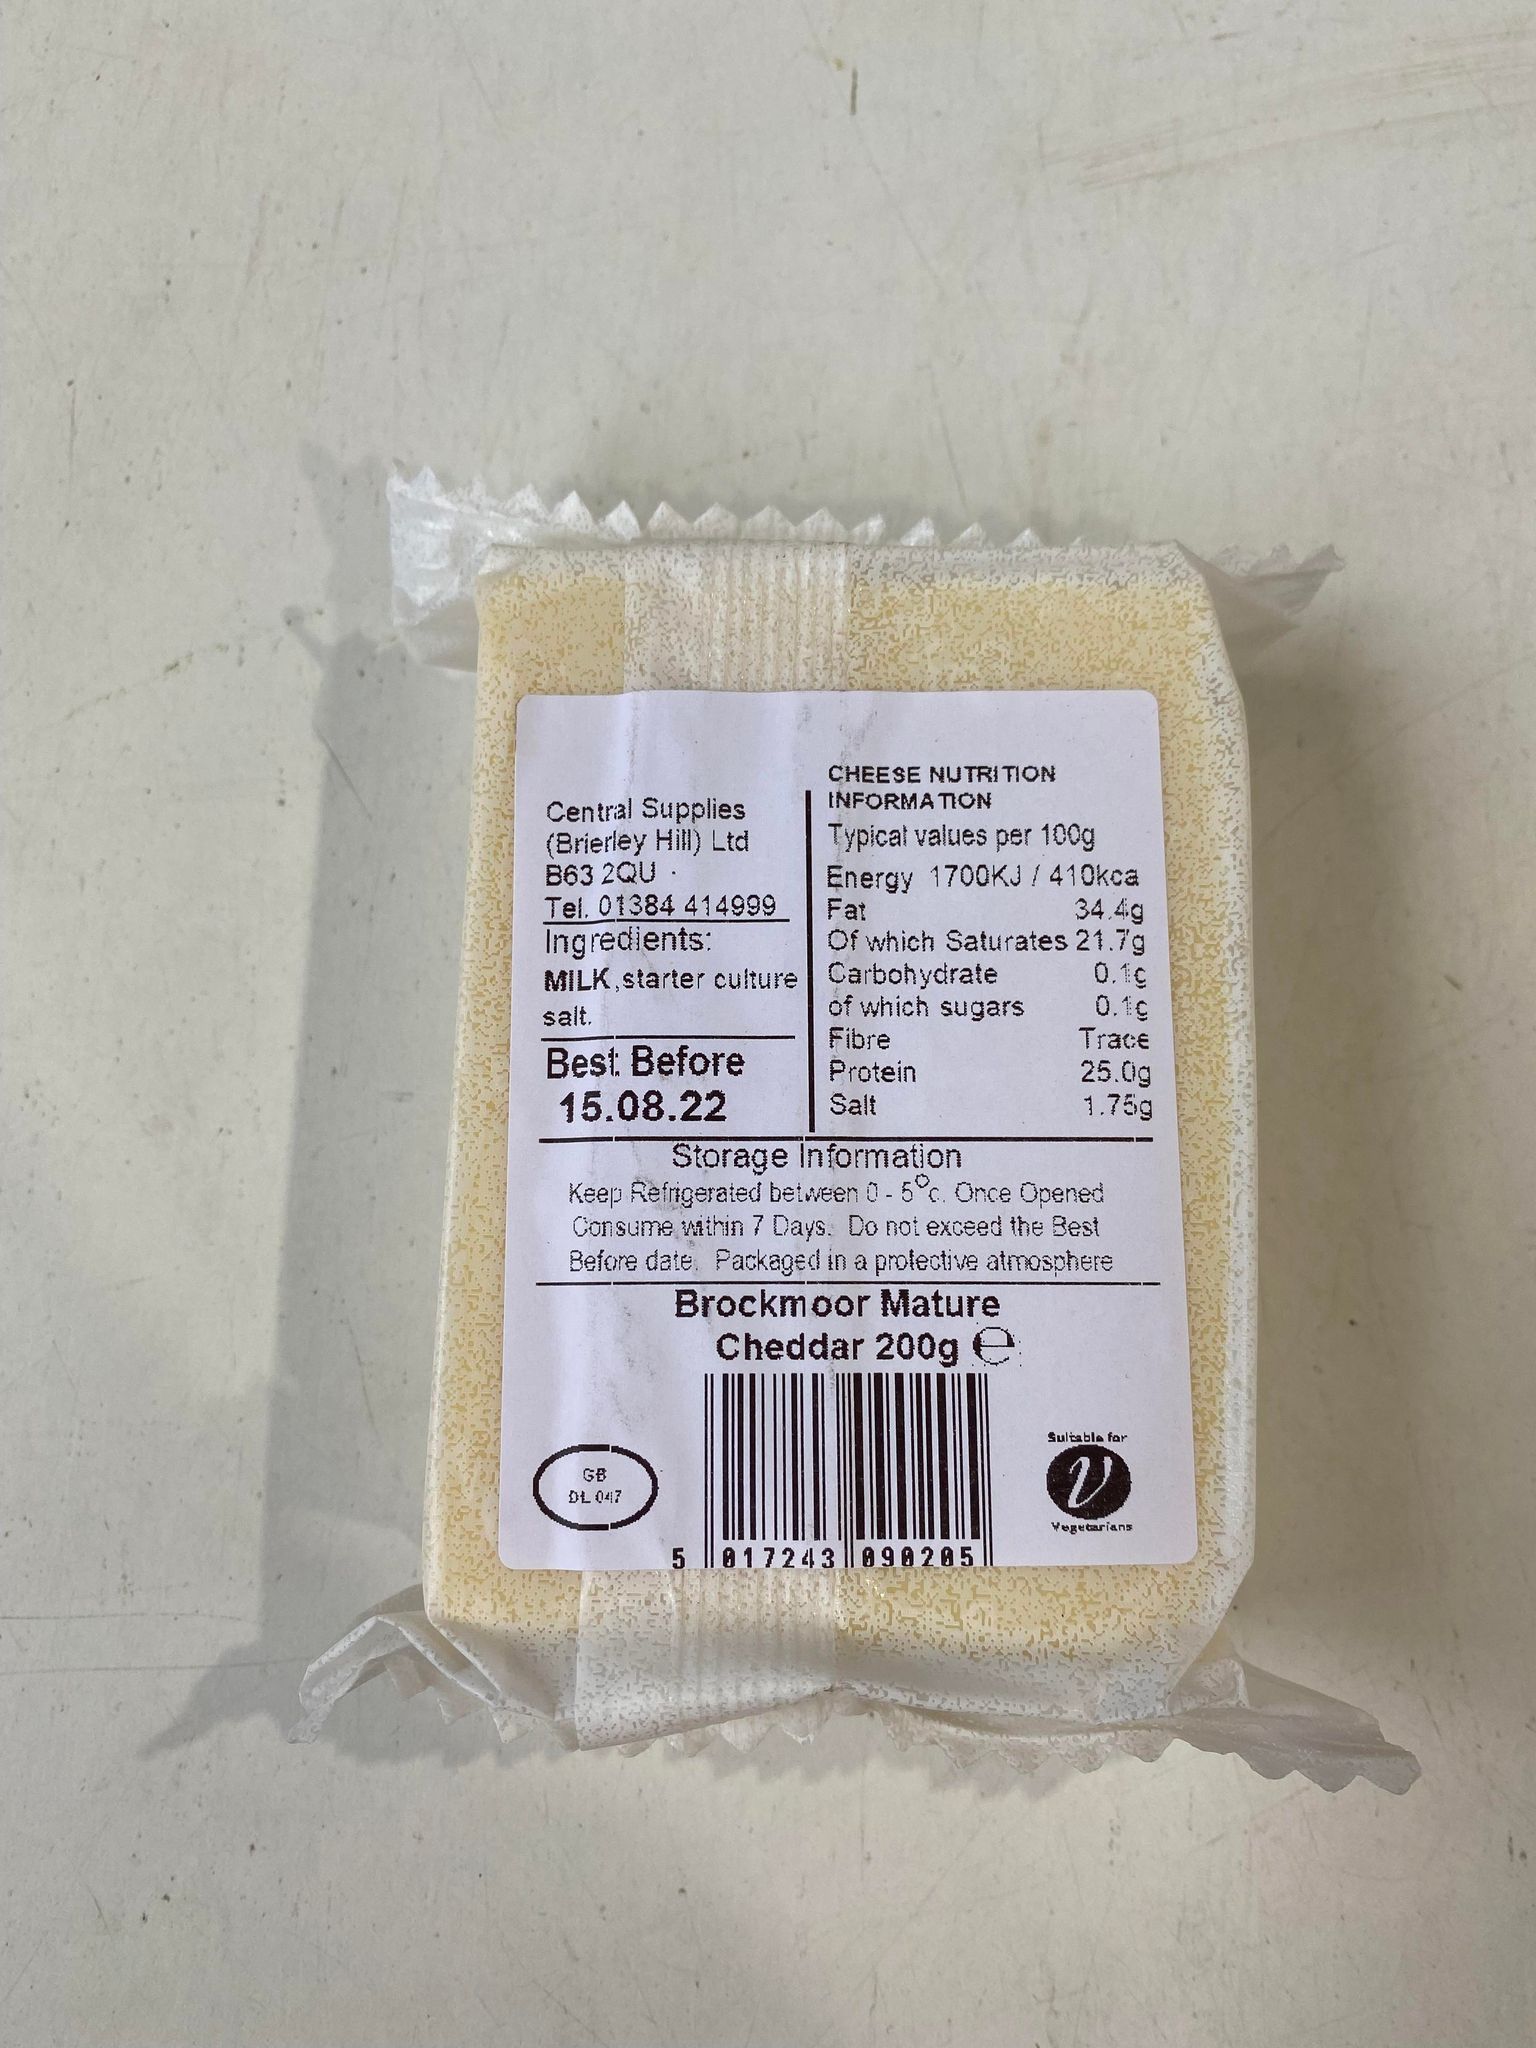 Central Supplies
(Brierley Hill) Ltd
B63 2QU
Tel. 01384 414999
Ingredients:
MILK,starter culture
salt.
Best Before
15.08.22
CHEESE NUTRITION
INFORMATION
Typical values per 100g
Energy 1700KJ / 410kca
Fat 34.4g
Of which Saturates 21.7g
Carbohydrate 0.1g
of which sugars 0.1g
Fibre Trace
Protein 25.0g
Salt 1.75g
Storage Information
Keep Refrigerated between 0 - 5°c. Once Opened
Consume within 7 Days. Do not exceed the Best
Before date. Packaged in a protective atmosphere
Brockmoor Mature
Cheddar 200g ℮
GB
DL 047
5 017243 090205
Suitable for
V
Vegetarians